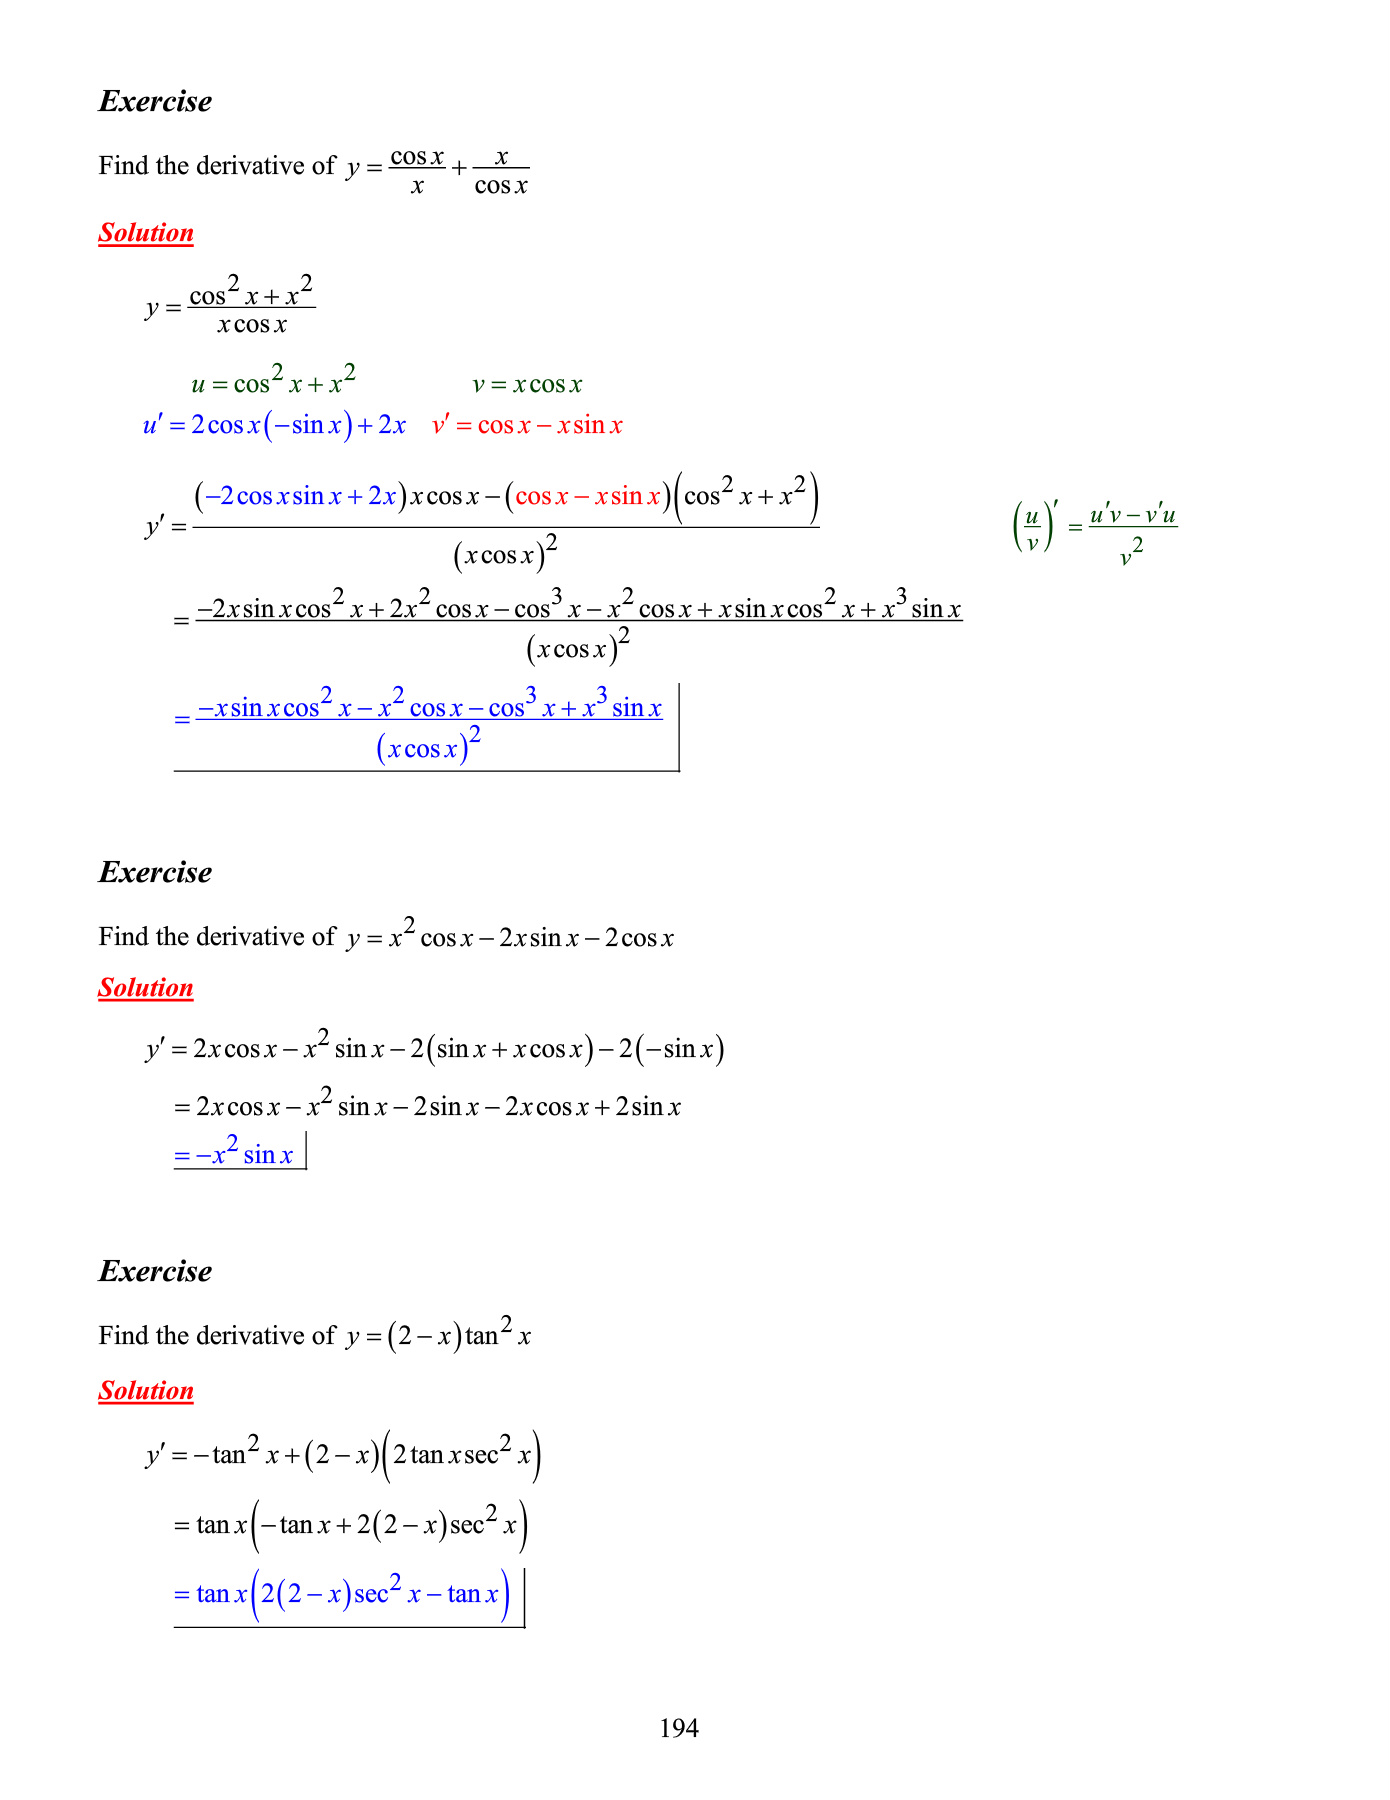 Exercise
Find the derivative of y = \frac{\cos x}{x} + \frac{x}{\cos x}
Solution
y = \frac{\cos^2 x + x^2}{x \cos x}
u = \cos^2 x + x^2    v = x \cos x
u' = 2 \cos x (-\sin x) + 2x    v' = \cos x - x \sin x
y' = \frac{(-2 \cos x \sin x + 2x) x \cos x - (\cos x - x \sin x)(\cos^2 x + x^2)}{(x \cos x)^2}    \left(\frac{u}{v}\right)' = \frac{u'v - v'u}{v^2}
= \frac{-2x \sin x \cos^2 x + 2x^2 \cos x - \cos^3 x - x^2 \cos x + x \sin x \cos^2 x + x^3 \sin x}{(x \cos x)^2}
= \frac{-x \sin x \cos^2 x - x^2 \cos x - \cos^3 x + x^3 \sin x}{(x \cos x)^2}
Exercise
Find the derivative of y = x^2 \cos x - 2x \sin x - 2 \cos x
Solution
y' = 2x \cos x - x^2 \sin x - 2(\sin x + x \cos x) - 2(-\sin x)
= 2x \cos x - x^2 \sin x - 2 \sin x - 2x \cos x + 2 \sin x
= -x^2 \sin x
Exercise
Find the derivative of y = (2 - x) \tan^2 x
Solution
y' = -\tan^2 x + (2 - x)(2 \tan x \sec^2 x)
= \tan x (-\tan x + 2(2 - x) \sec^2 x)
= \tan x (2(2 - x) \sec^2 x - \tan x)
194